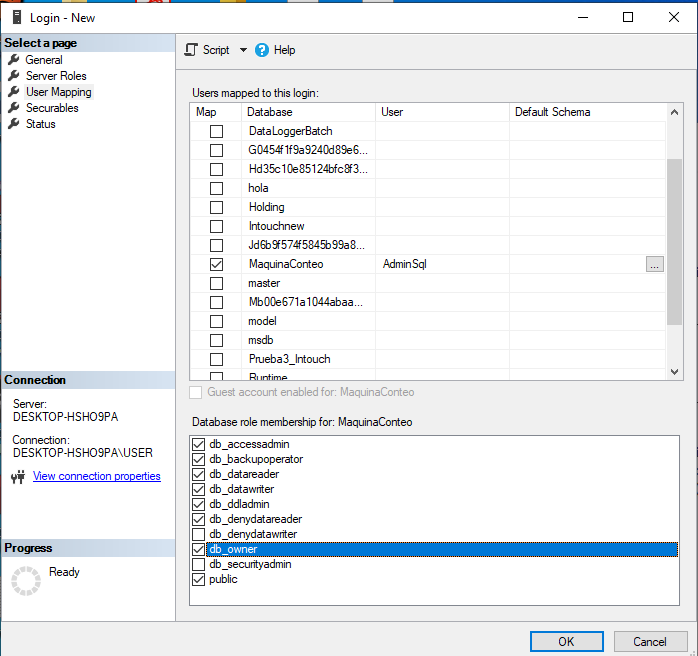 Login - New
Select a page
General
Server Roles
User Mapping
Securables
Status
Connection
Server:
DESKTOP-HSHO9PA
Connection:
DESKTOP-HSHO9PA\USER
View connection properties
Progress
Ready
Script Help
Users mapped to this login:
Map Database User Default Schema
DataLoggerBatch
G0454f1f9a9240d89e6...
Hd35c10e85124bfc8f3...
hola
Holding
Intouchnew
Jd6b9f574f5845b99a8...
MaquinaConteo AdminSql ...
master
Mb00e671a1044abaa...
model
msdb
Prueba3_Intouch
Runtime
Guest account enabled for: MaquinaConteo
Database role membership for: MaquinaConteo
db_accessadmin
db_backupoperator
db_datareader
db_datawriter
db_ddladmin
db_denydatareader
db_denydatawriter
db_owner
db_securityadmin
public
OK Cancel